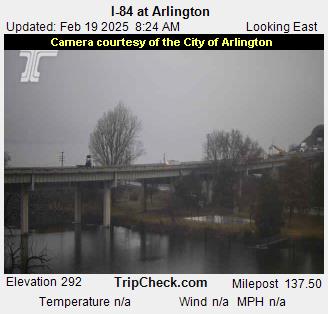 I-84 at Arlington
Updated: Feb 19 2025 8:24 AM Looking East
Camera courtesy of the City of Arlington
Elevation 292 TripCheck.com Milepost 137.50
Temperature n/a Wind n/a MPH n/a